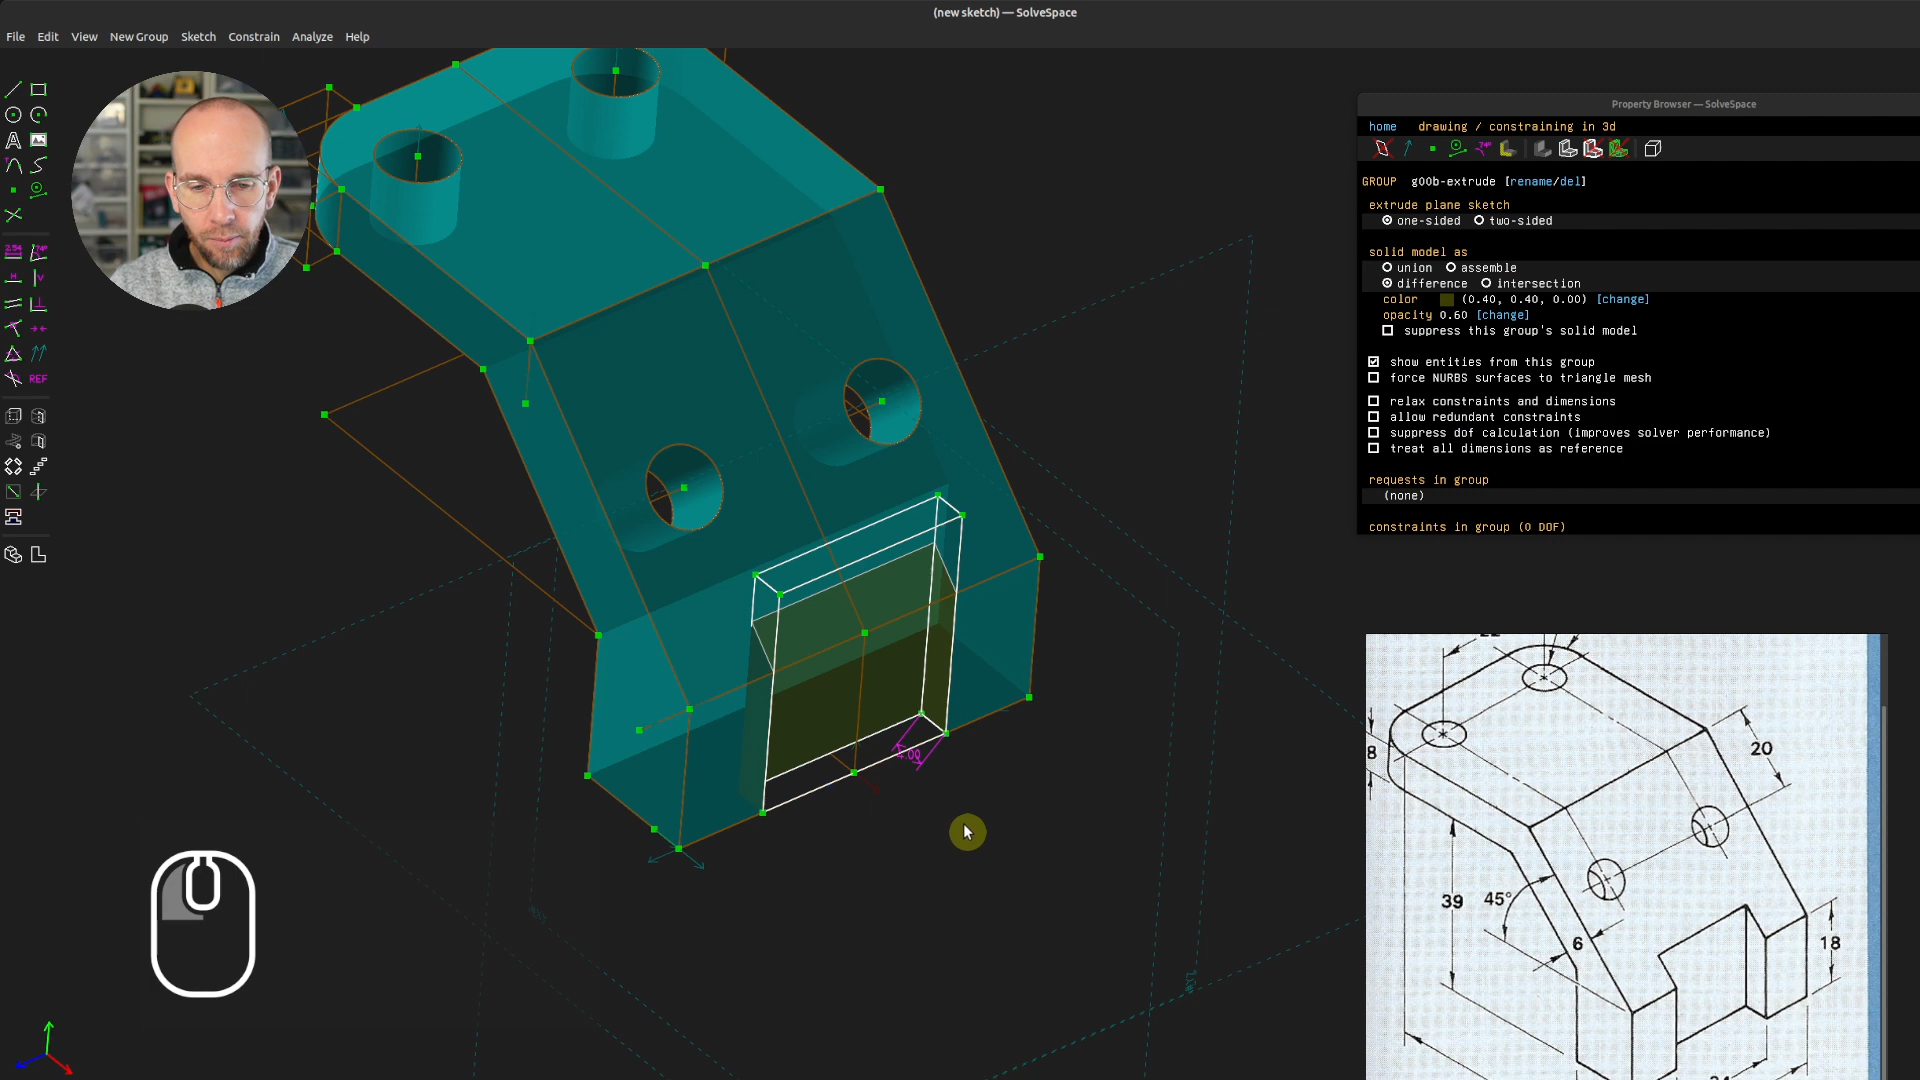 (new sketch) — SolveSpace
File Edit View New Group Sketch Constrain Analyze Help
2.54
REF
Property Browser — SolveSpace
home drawing / constraining in 3d
GROUP g00b-extrude [rename/del]
extrude plane sketch
one-sided two-sided
solid model as
union assemble
difference intersection
color (0.40, 0.40, 0.00) [change]
opacity 0.60 [change]
suppress this group's solid model
show entities from this group
force NURBS surfaces to triangle mesh
relax constraints and dimensions
allow redundant constraints
suppress dof calculation (improves solver performance)
treat all dimensions as reference
requests in group
(none)
constraints in group (0 DOF)
4.00
8
20
39
45°
6
18